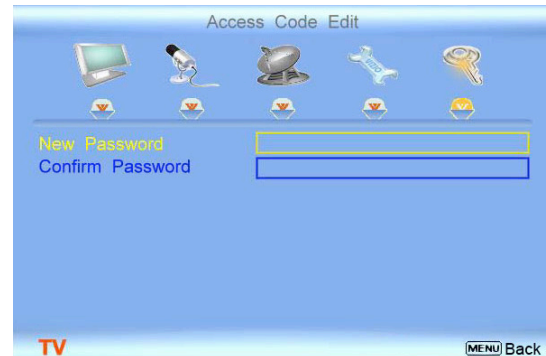 Access Code Edit
New Password
Confirm Password
TV
MENU Back